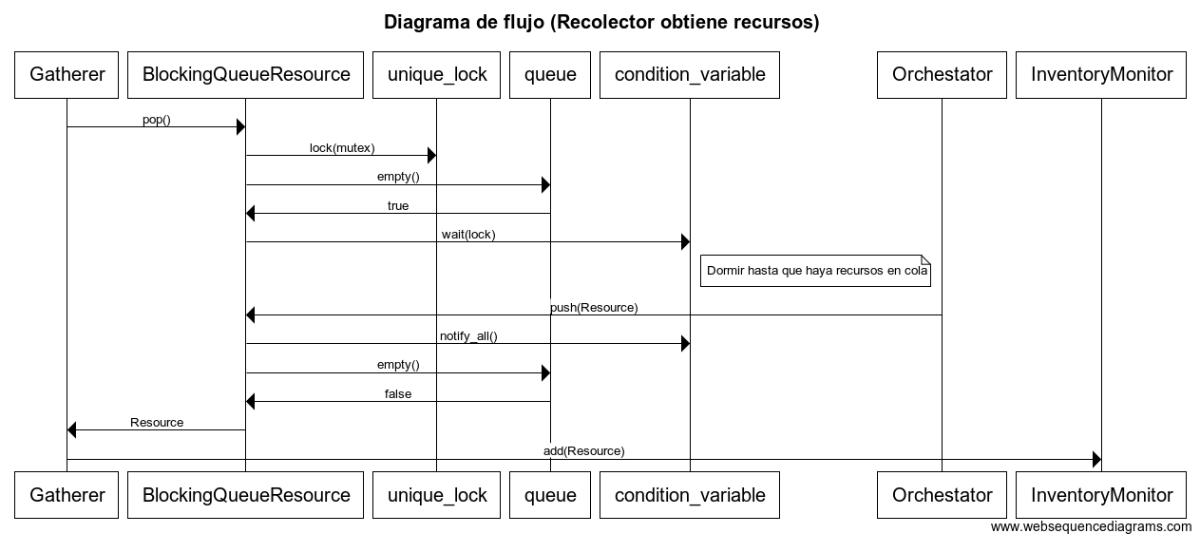 Diagrama de flujo (Recolector obtiene recursos)
Gatherer BlockingQueueResource unique_lock queue condition_variable Orchestator InventoryMonitor
pop()
lock(mutex)
empty()
true
wait(lock)
Dormir hasta que haya recursos en cola
push(Resource)
notify_all()
empty()
false
Resource
add(Resource)
Gatherer BlockingQueueResource unique_lock queue condition_variable Orchestator InventoryMonitor
www.websequencediagrams.com